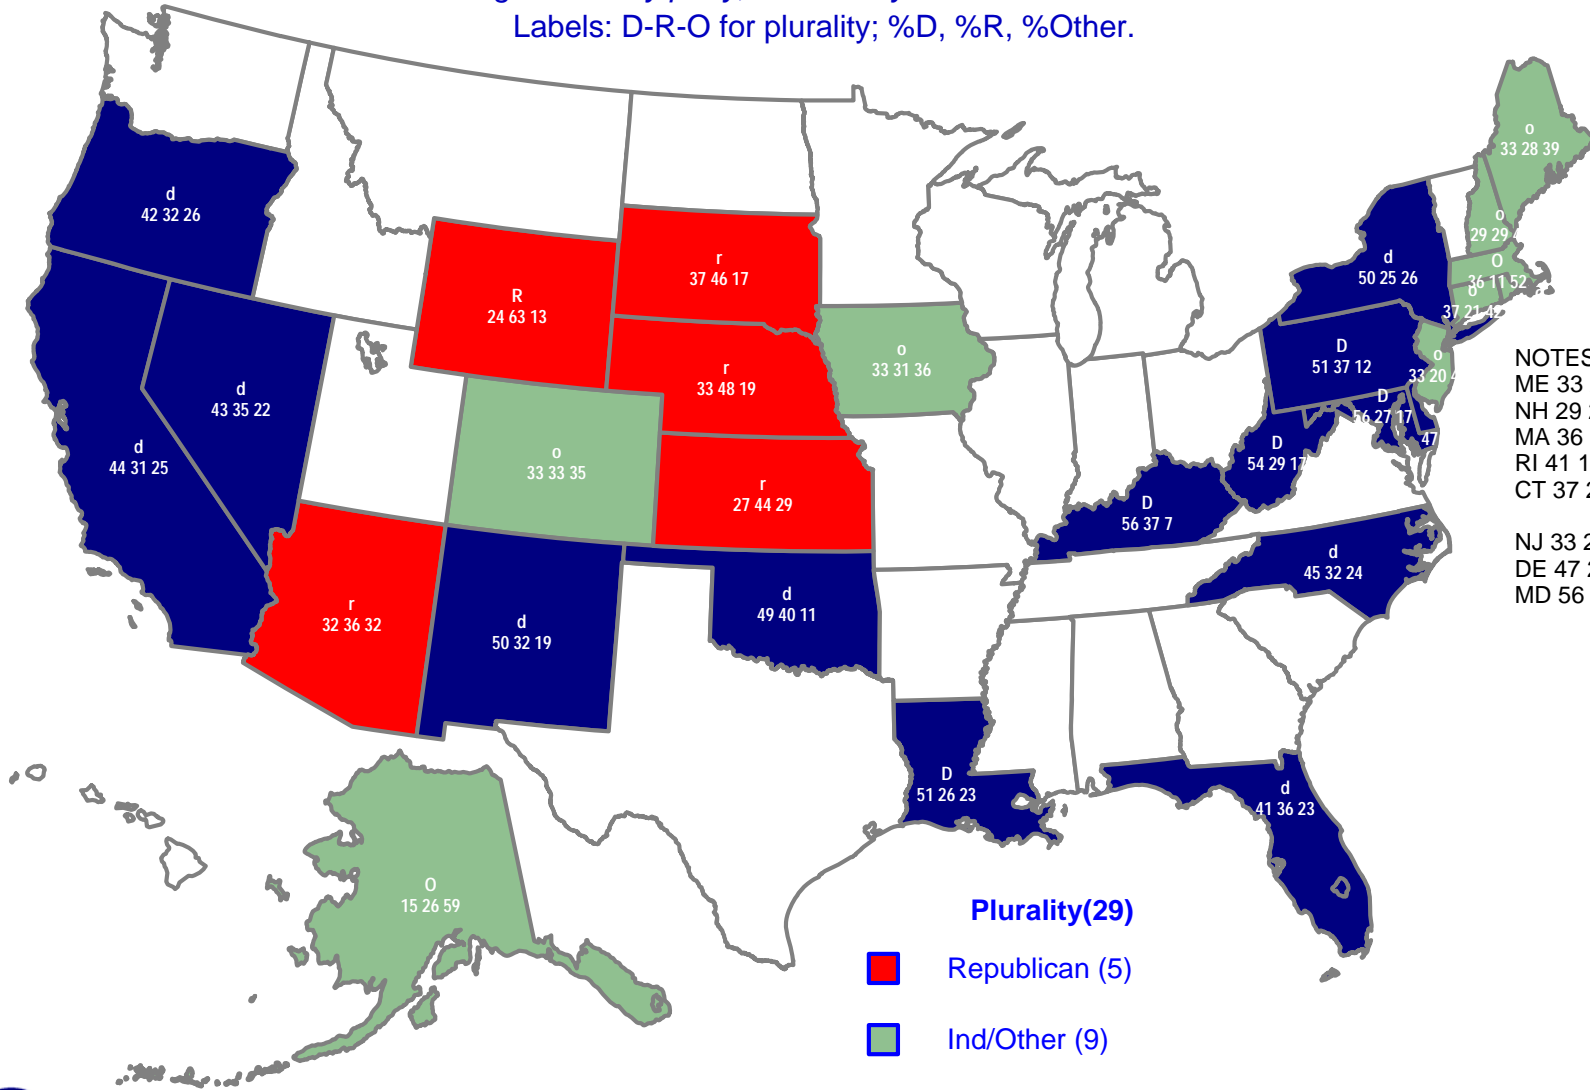 Labels: D-R-O for plurality; %D, %R, %Other.
o
33 28 39
d
42 32 26
o
29 29
d
50 25 26
O
36 11 52
r
37 46 17
R
24 63 13
o
37 21 42
D
51 37 12
o
33 20
o
33 31 36
r
33 48 19
d
43 35 22
D
56 27 17
47
d
44 31 25
o
33 33 35
D
54 29 17
r
27 44 29
D
56 37 7
d
45 32 24
r
32 36 32
d
50 32 19
d
49 40 11
D
51 26 23
d
41 36 23
O
15 26 59
NOTES
ME 33
NH 29
MA 36
RI 41 1
CT 37 2
NJ 33 2
DE 47 2
MD 56
Plurality(29)
Republican (5)
Ind/Other (9)